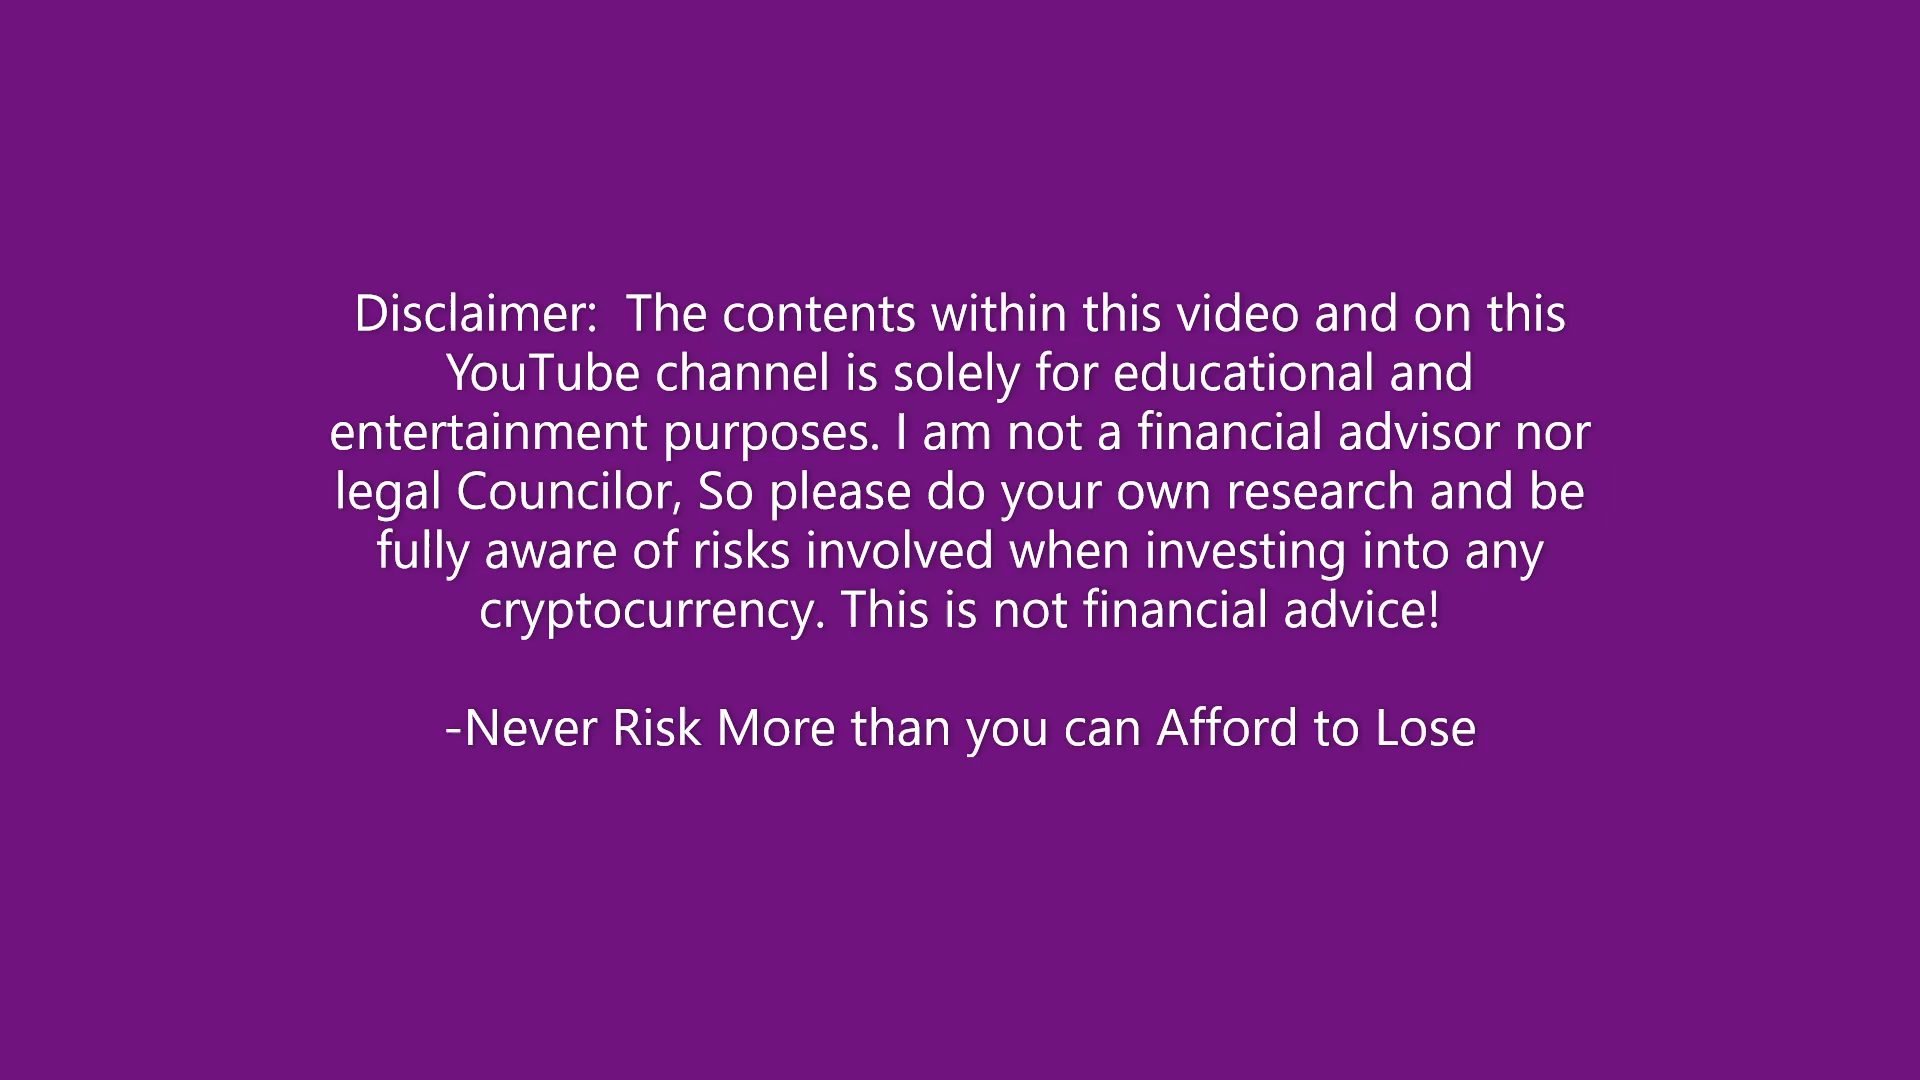 Disclaimer:  The contents within this video and on this
YouTube channel is solely for educational and
entertainment purposes. I am not a financial advisor nor
legal Councilor, So please do your own research and be
fully aware of risks involved when investing into any
cryptocurrency. This is not financial advice!
-Never Risk More than you can Afford to Lose